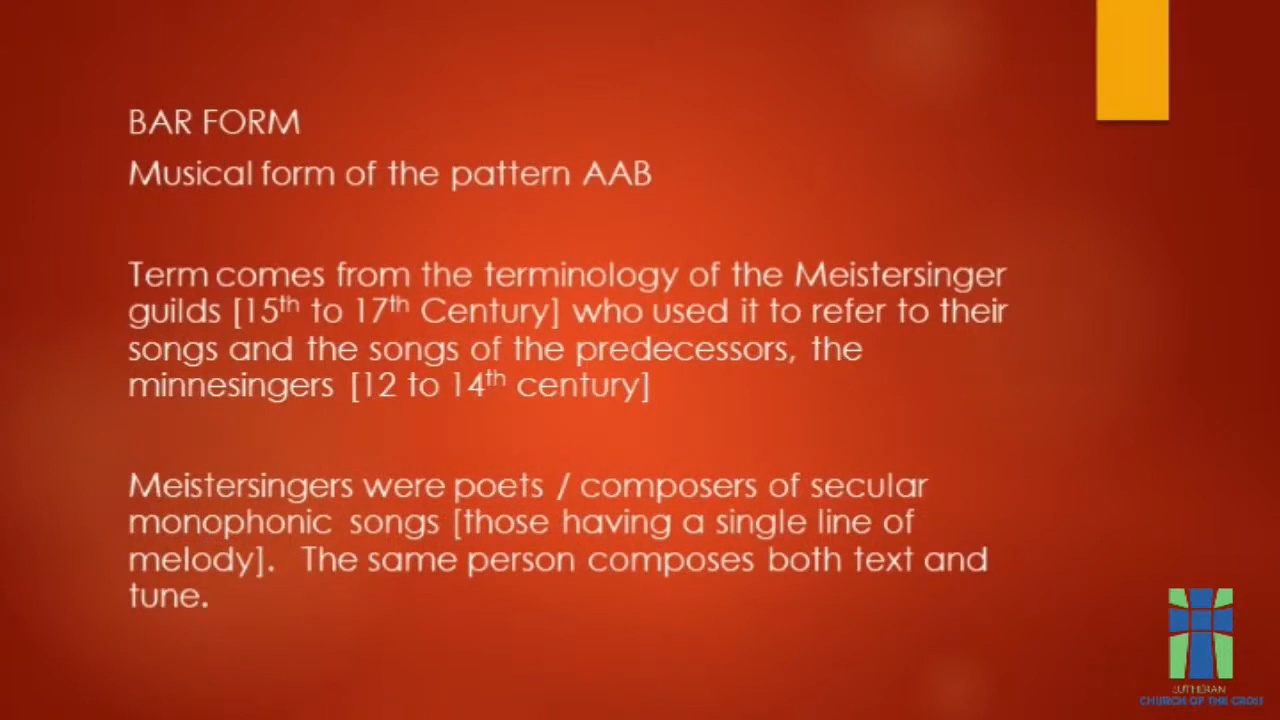 BAR FORM
Musical form of the pattern AAB
Term comes from the terminology of the Meistersinger
guilds [15th to 17th Century] who used it to refer to their
songs and the songs of the predecessors, the
minnesingers [12 to 14th century]
Meistersingers were poets / composers of secular
monophonic songs [those having a single line of
melody]. The same person composes both text and
tune.
LUTHERAN
CHURCH OF THE CROSS